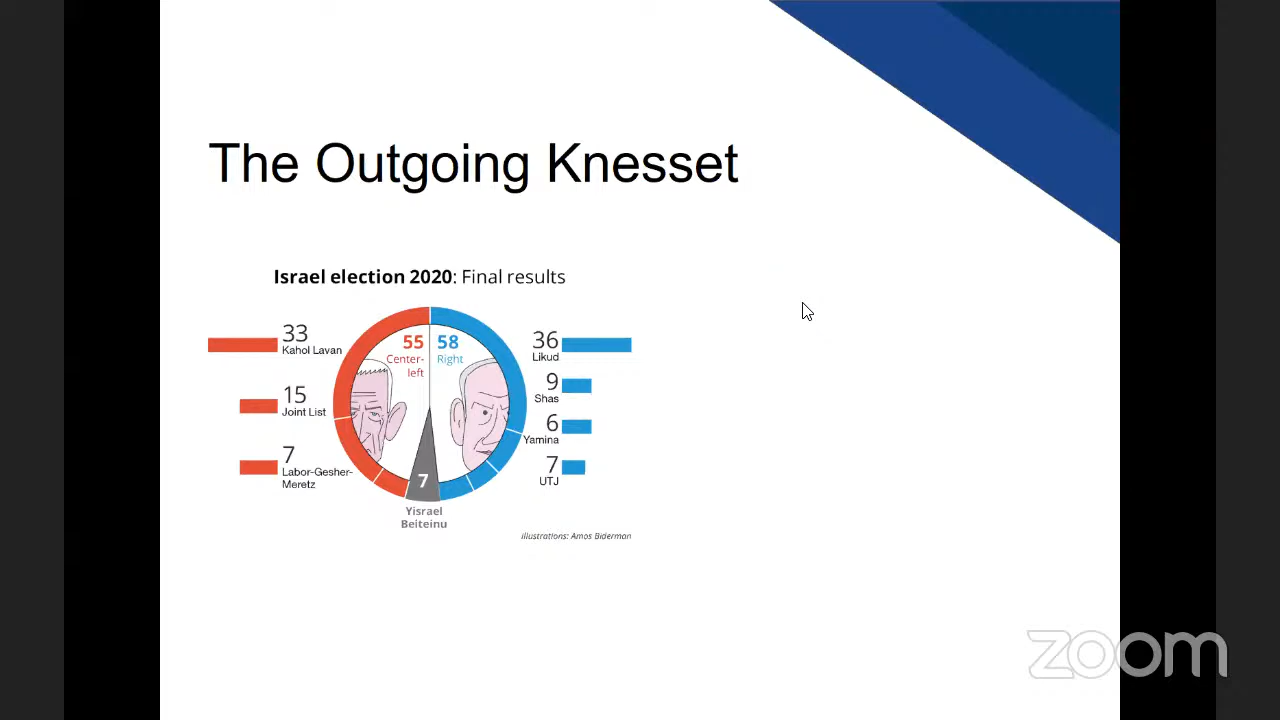 The Outgoing Knesset
Israel election 2020: Final results
33
Kahol Lavan
15
Joint List
7
Labor-Gesher-
Meretz
55
Center-
left
58
Right
7
Yisrael
Beiteinu
36
Likud
9
Shas
6
Yamina
7
UTJ
Illustrations: Amos Biderman
zoom